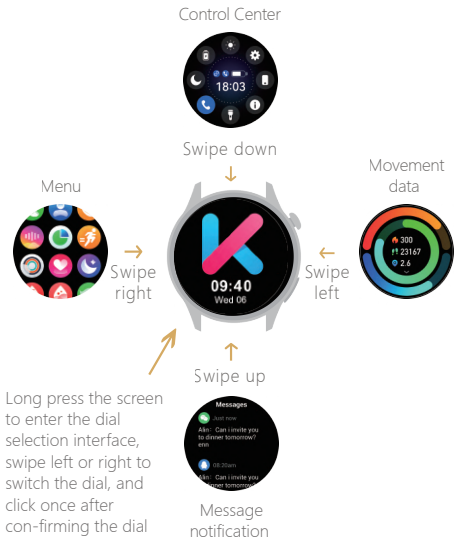 Control Center
18:03
Swipe down
Menu
Movement
data
Swipe
right
09:40
Wed 06
Swipe
left
300
23167
2.6
Swipe up
Long press the screen
to enter the dial
selection interface,
swipe left or right to
switch the dial, and
click once after
con-firming the dial
Messages
Just now
Alin: Can i invite you
to dinner tomorrow?
enn
08:20am
Alin: Can i invite you
dinner tomorrow?
Message
notification